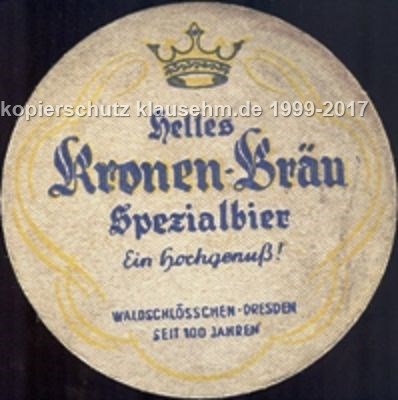 kopierschutz klausehm.de 1999-2017
Helles
Kronen-Bräu
Spezialbier
Ein Hochgenuß!
WALDSCHLÖSSCHEN · DRESDEN
SEIT 100 JAHREN